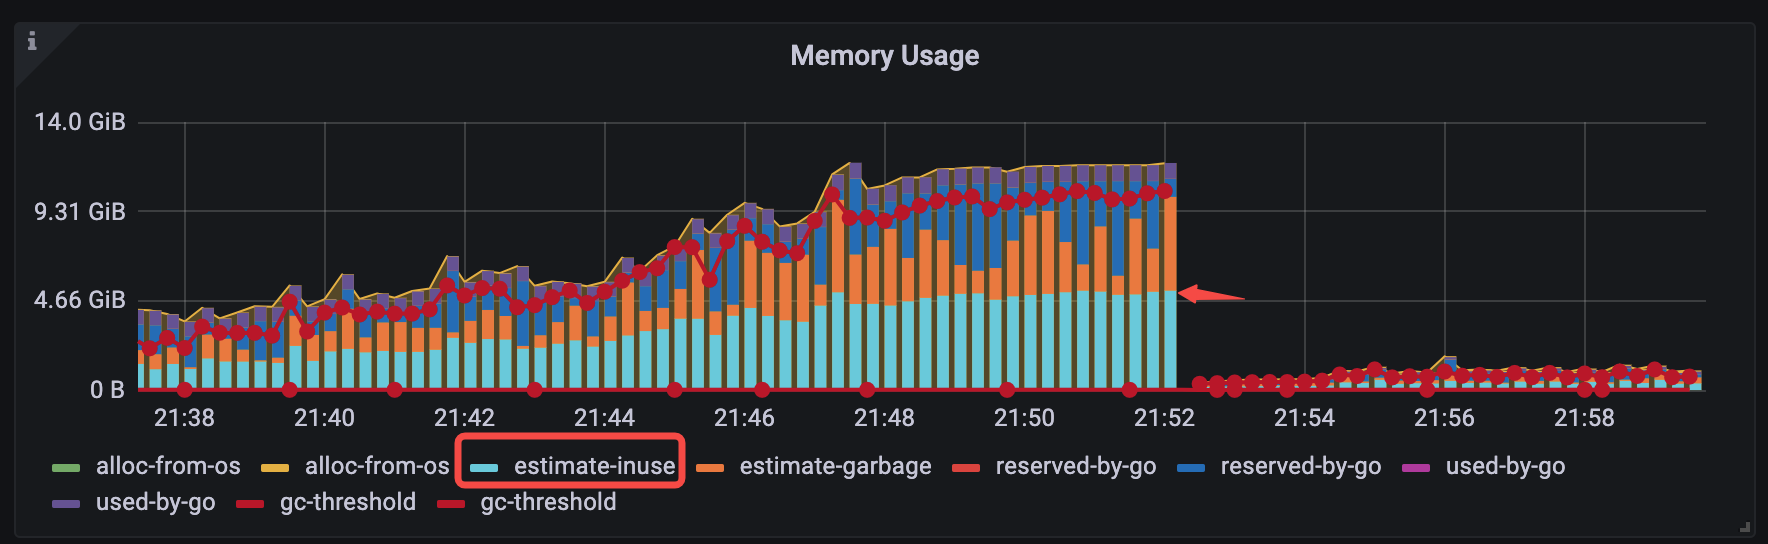 i
Memory Usage
14.0 GiB
9.31 GiB
4.66 GiB
0 B
21:38 21:40 21:42 21:44 21:46 21:48 21:50 21:52 21:54 21:56 21:58
alloc-from-os alloc-from-os estimate-inuse estimate-garbage reserved-by-go reserved-by-go used-by-go
used-by-go gc-threshold gc-threshold